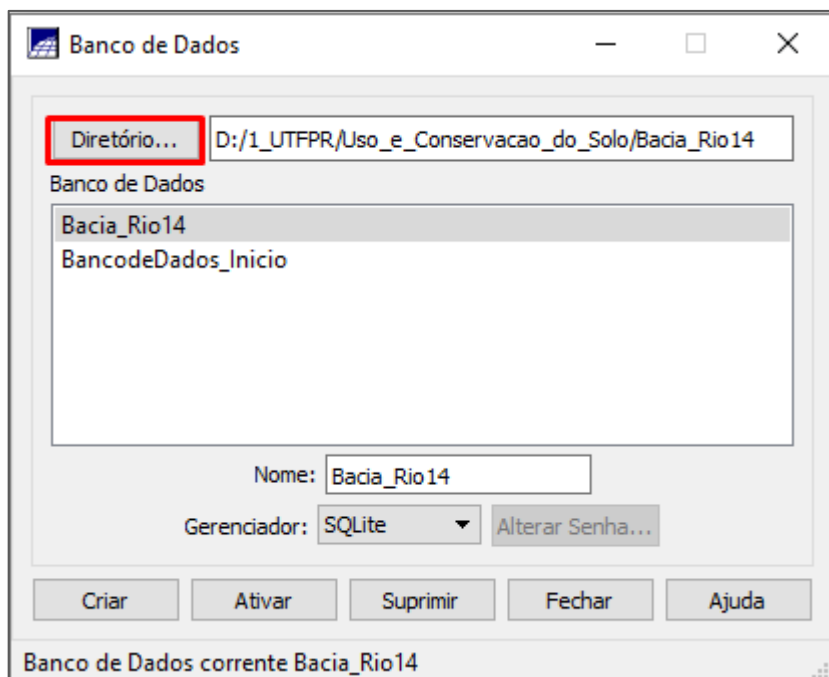 Banco de Dados
Diretório... D:/1_UTFPR/Uso_e_Conservacao_do_Solo/Bacia_Rio14
Banco de Dados
Bacia_Rio14
BancodeDados_Inicio
Nome: Bacia_Rio14
Gerenciador: SQLite Alterar Senha...
Criar Ativar Suprimir Fechar Ajuda
Banco de Dados corrente Bacia_Rio14